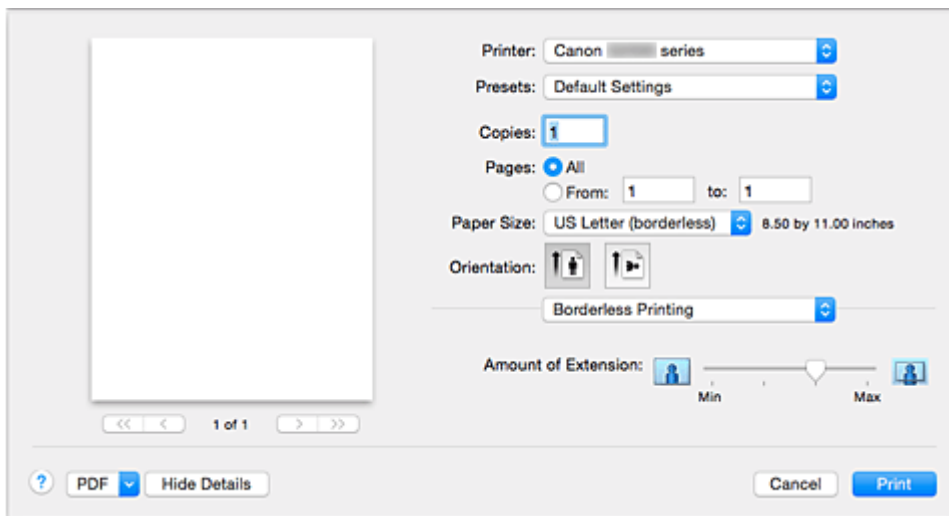 Printer: Canon series
Presets: Default Settings
Copies: 1
Pages: All
From: 1 to: 1
Paper Size: US Letter (borderless) 8.50 by 11.00 inches
Orientation:
Borderless Printing
Amount of Extension:
Min Max
1 of 1
? PDF Hide Details Cancel Print